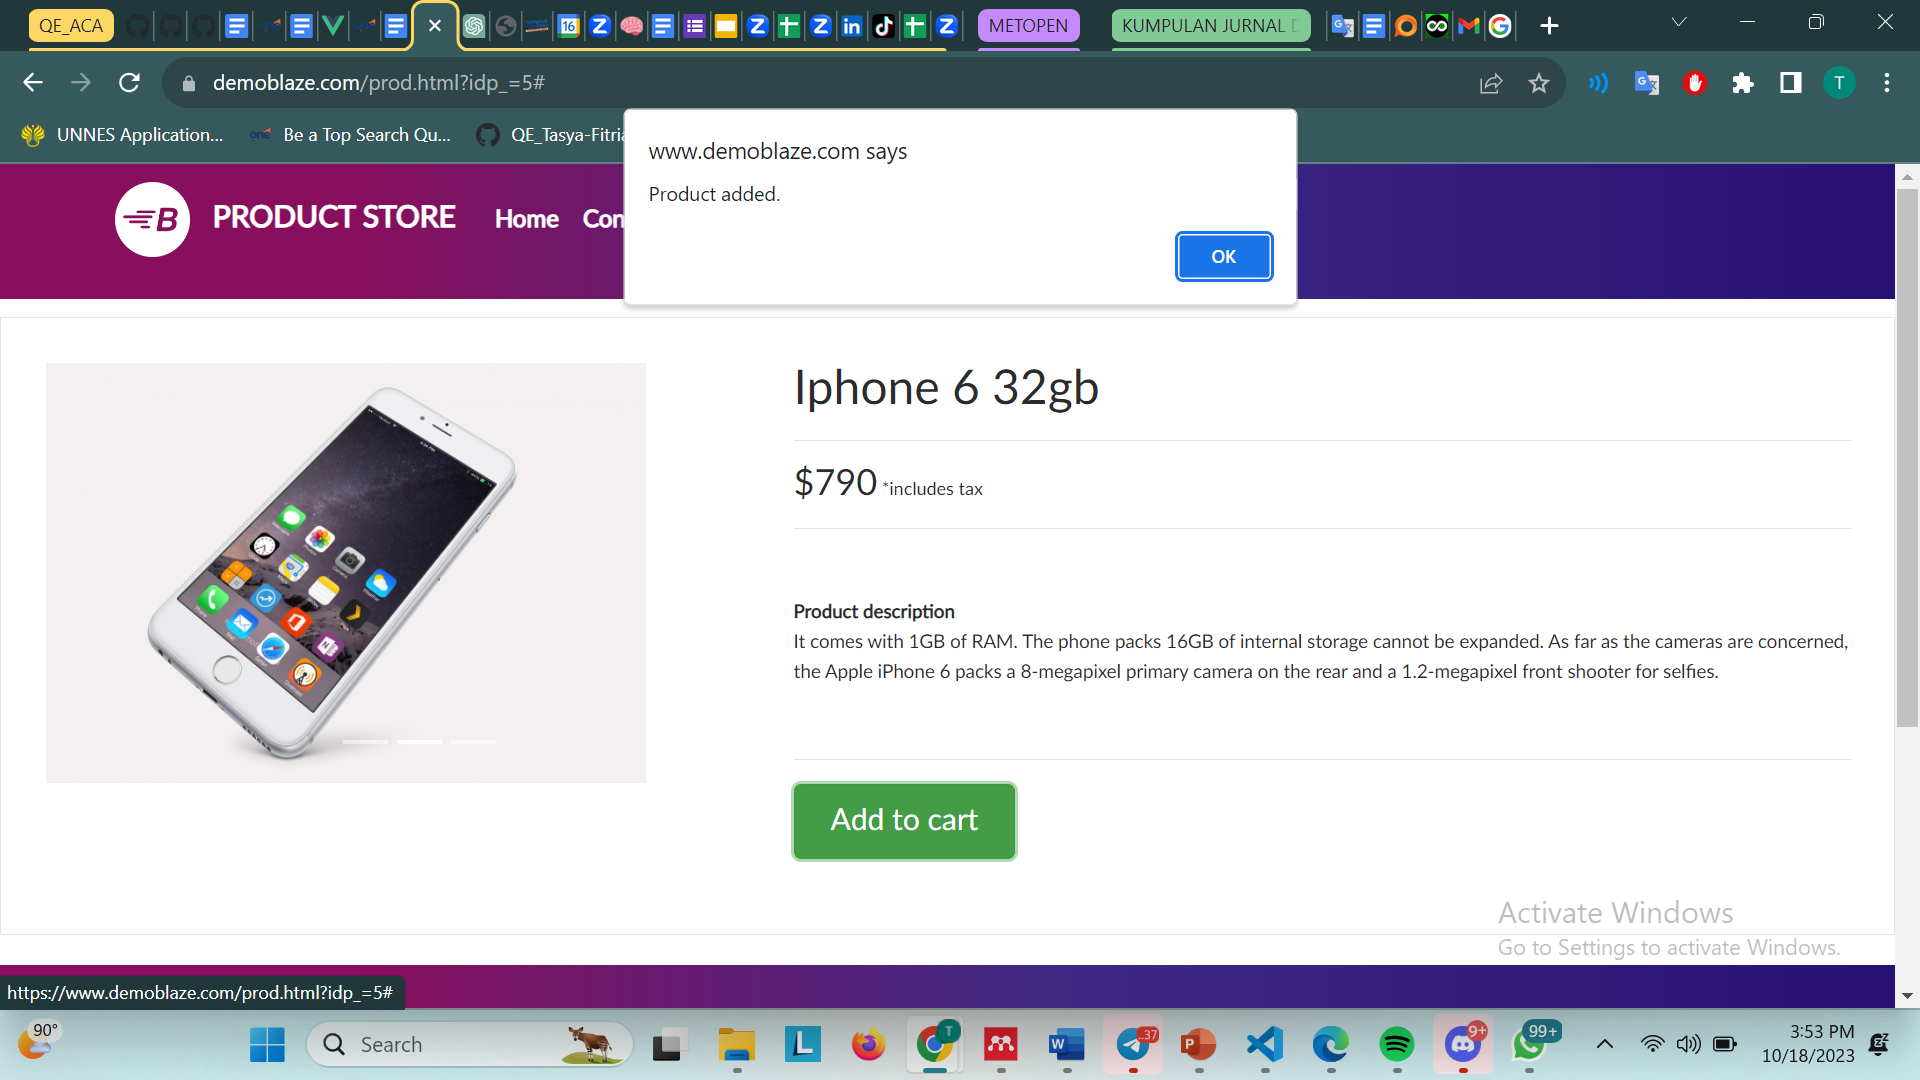 QE_ACA
METOPEN
KUMPULAN JURNAL
demoblaze.com/prod.html?idp_=5#
T
UNNES Application...
one
Be a Top Search Qu...
QE_Tasya-Fitria
www.demoblaze.com says
Product added.
OK
B
PRODUCT STORE
Home
Con
Iphone 6 32gb
$790 *includes tax
Product description
It comes with 1GB of RAM. The phone packs 16GB of internal storage cannot be expanded. As far as the cameras are concerned,
the Apple iPhone 6 packs a 8-megapixel primary camera on the rear and a 1.2-megapixel front shooter for selfies.
Add to cart
Activate Windows
Go to Settings to activate Windows.
https://www.demoblaze.com/prod.html?idp_=5#
90°
Search
T
37
9+
99+
3:53 PM
10/18/2023